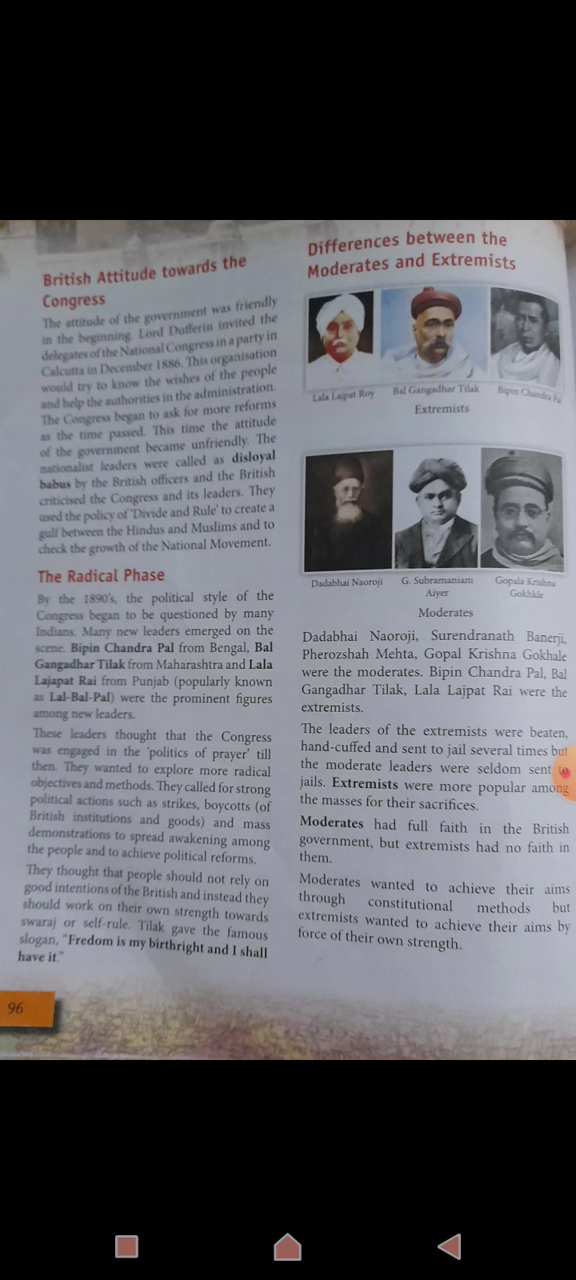 British Attitude towards the
Congress
The attitude of the government was friendly
in the beginning. Lord Dufferin invited the
delegates of the National Congress in a party in
Calcutta in December 1886. This organisation
would try to know the wishes of the people
and help the authorities in the administration.
The Congress began to ask for more reforms
as the time passed. This time the attitude
of the government became unfriendly. The
nationalist leaders were called as disloyal
babus by the British officers and the British
criticised the Congress and its leaders. They
used the policy of 'Divide and Rule' to create a
gulf between the Hindus and Muslims and to
check the growth of the National Movement.
The Radical Phase
By the 1890's, the political style of the
Congress began to be questioned by many
Indians. Many new leaders emerged on the
scene. Bipin Chandra Pal from Bengal, Bal
Gangadhar Tilak from Maharashtra and Lala
Lajapat Rai from Punjab (popularly known
as Lal-Bal-Pal) were the prominent figures
among new leaders.
These leaders thought that the Congress
was engaged in the 'politics of prayer' till
then. They wanted to explore more radical
objectives and methods. They called for strong
political actions such as strikes, boycotts (of
British institutions and goods) and mass
demonstrations to spread awakening among
the people and to achieve political reforms.
They thought that people should not rely on
good intentions of the British and instead they
should work on their own strength towards
swaraj or self-rule. Tilak gave the famous
slogan, "Fredom is my birthright and I shall
have it."
96
Differences between the
Moderates and Extremists
Lala Lajpat Roy Bal Gangadhar Tilak Bipin Chandra Pal
Extremists
Dadabhai Naoroji G. Subramaniam Gopala Krishna
Aiyer Gokhkle
Moderates
Dadabhai Naoroji, Surendranath Banerji,
Pherozshah Mehta, Gopal Krishna Gokhale
were the moderates. Bipin Chandra Pal, Bal
Gangadhar Tilak, Lala Lajpat Rai were the
extremists.
The leaders of the extremists were beaten,
hand-cuffed and sent to jail several times but
the moderate leaders were seldom sent to
jails. Extremists were more popular among
the masses for their sacrifices.
Moderates had full faith in the British
government, but extremists had no faith in
them.
Moderates wanted to achieve their aims
through constitutional methods but
extremists wanted to achieve their aims by
force of their own strength.